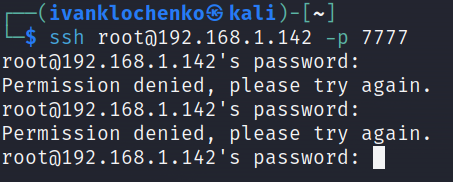 ┌──(ivanklochenko㉿kali)-[~]
└─$ ssh root@192.168.1.142 -p 7777
root@192.168.1.142's password:
Permission denied, please try again.
root@192.168.1.142's password:
Permission denied, please try again.
root@192.168.1.142's password: